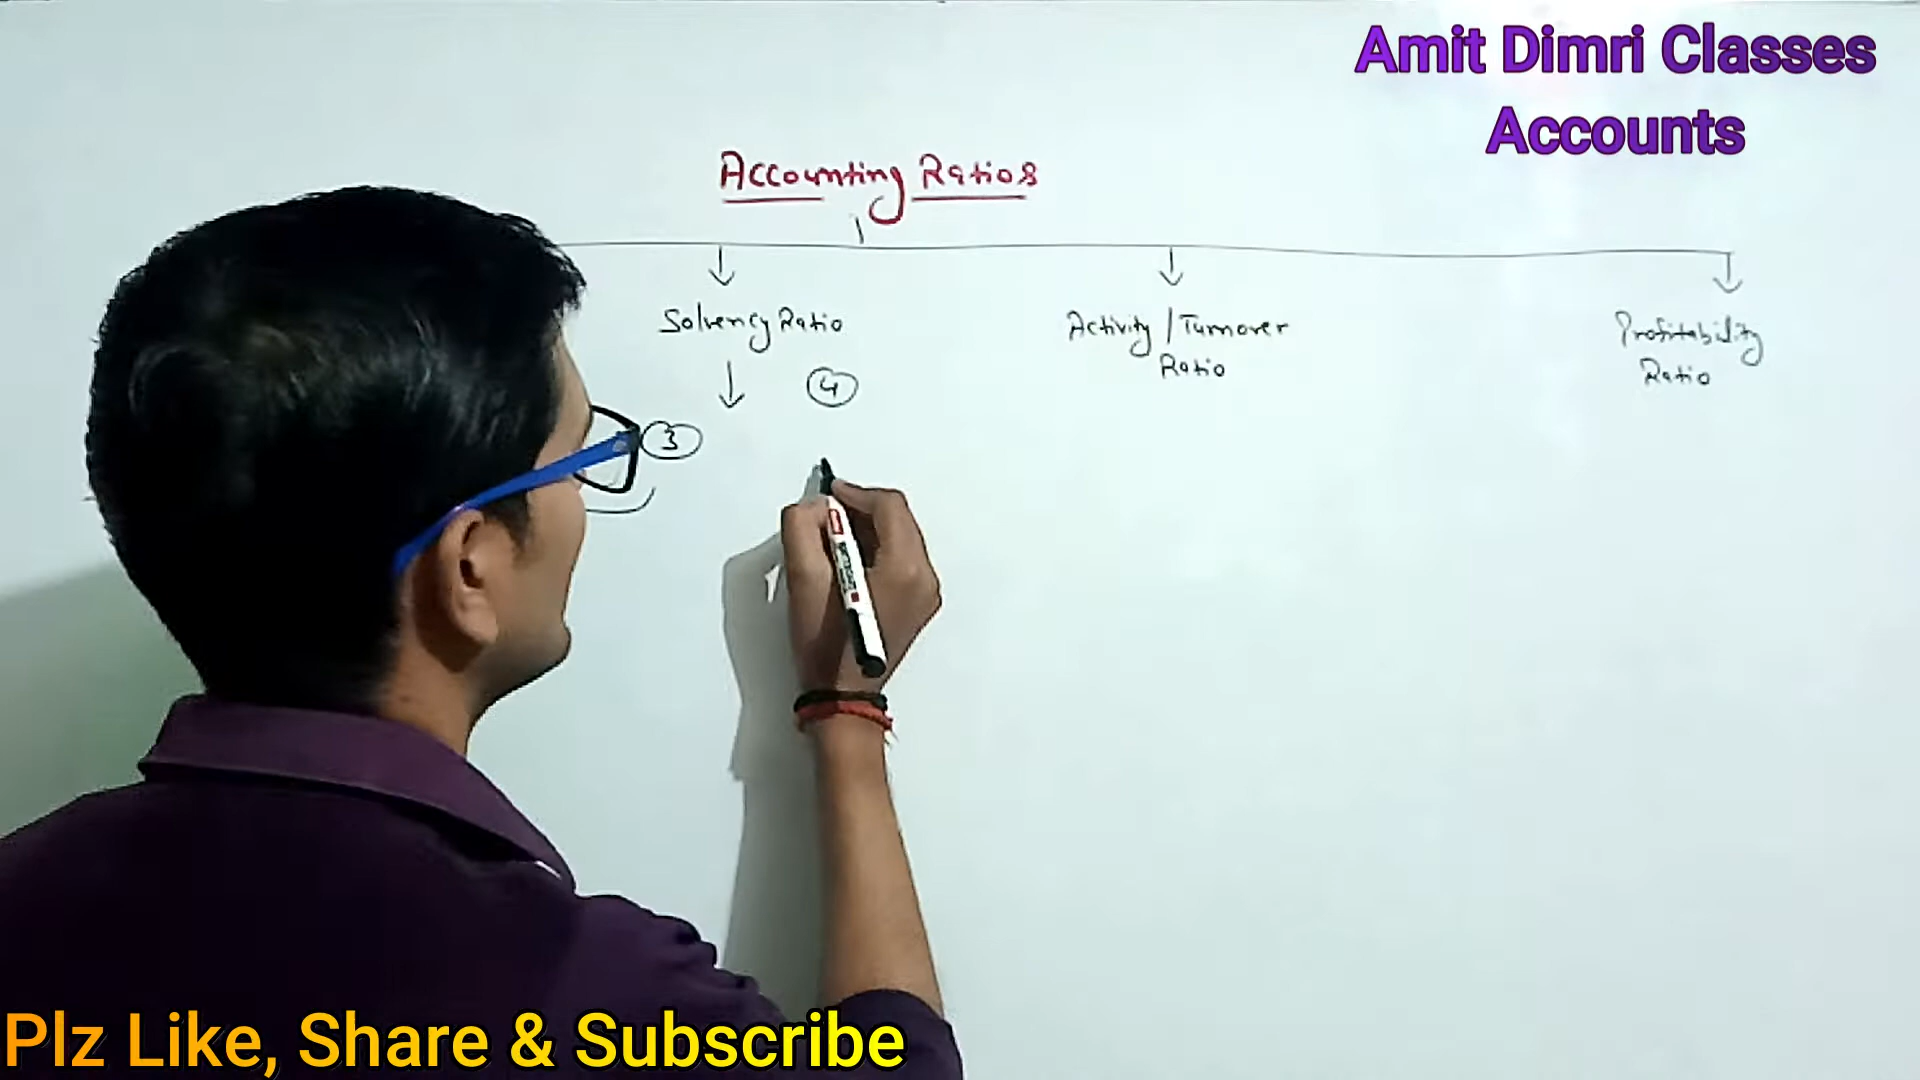 Amit Dimri Classes
Accounts
Accounting Ratios
Solvency Ratio
Activity / Turnover
Ratio
Profitability
Ratio
4
3
Plz Like, Share & Subscribe